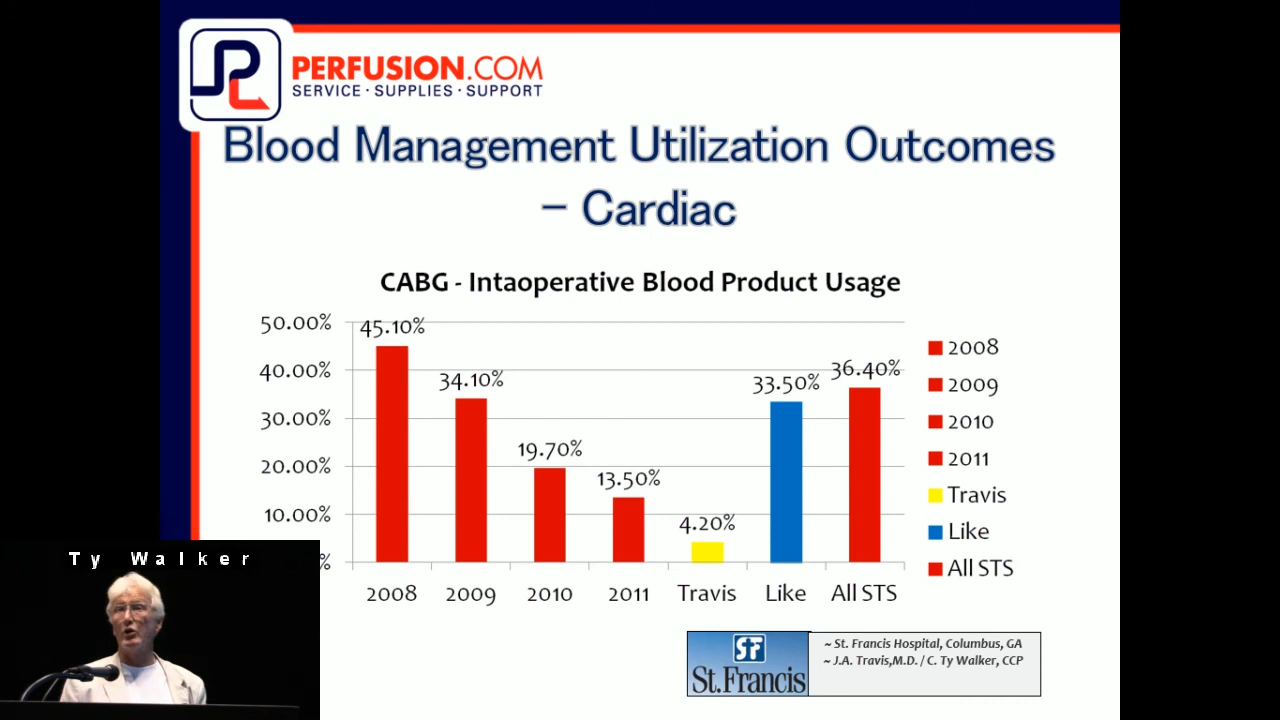 PERFUSION.COM
SERVICE · SUPPLIES · SUPPORT
Blood Management Utilization Outcomes
– Cardiac
CABG - Intaoperative Blood Product Usage
50.00%
40.00%
30.00%
20.00%
10.00%
%
45.10%
34.10%
19.70%
13.50%
4.20%
33.50%
36.40%
2008
2009
2010
2011
Travis
Like
All STS
2008
2009
2010
2011
Travis
Like
All STS
Ty Walker
St.Francis
~ St. Francis Hospital, Columbus, GA
~ J.A. Travis,M.D. / C. Ty Walker, CCP